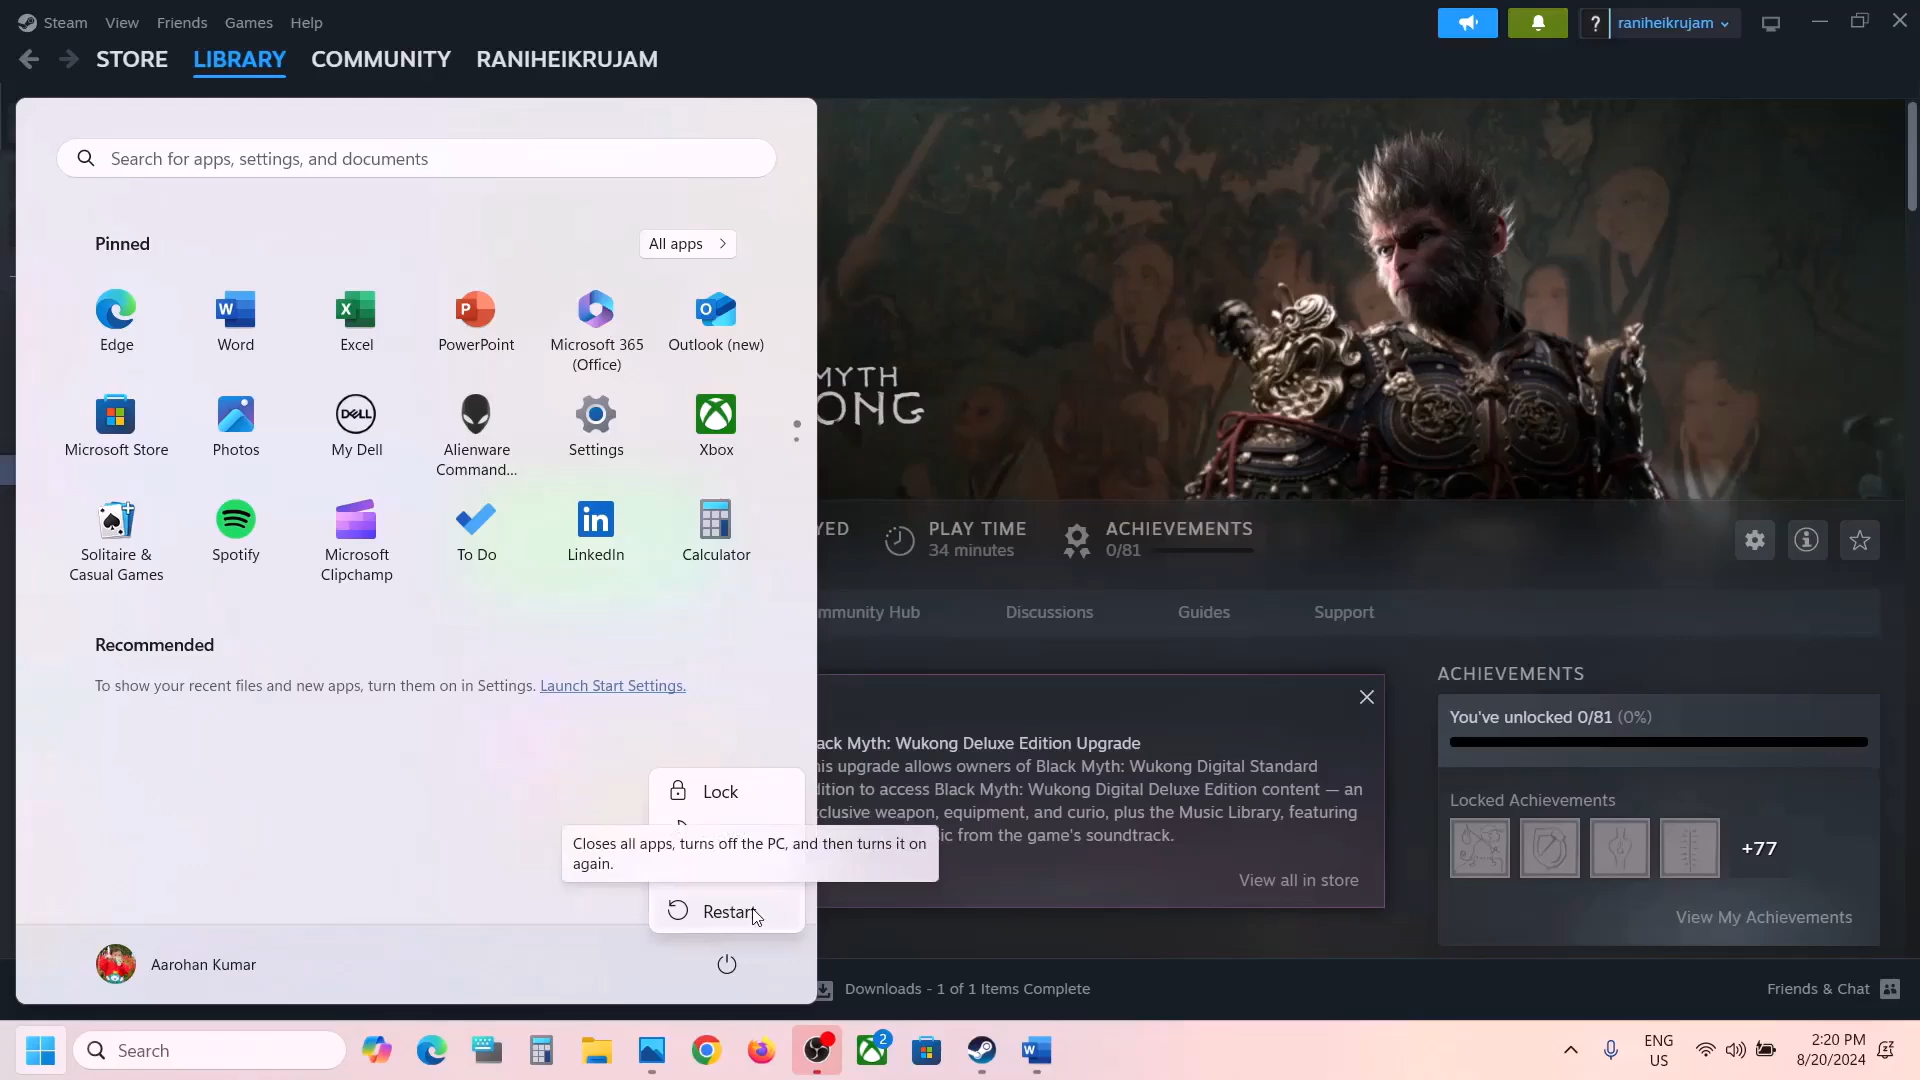 Steam View Friends Games Help
? raniheikrujam
STORE LIBRARY COMMUNITY RANIHEIKRUJAM
Search for apps, settings, and documents
Pinned
All apps
Edge
Word
Excel
PowerPoint
Microsoft 365
(Office)
Outlook (new)
Microsoft Store
Photos
My Dell
Alienware
Command...
Settings
Xbox
Solitaire &
Casual Games
Spotify
Microsoft
Clipchamp
To Do
LinkedIn
Calculator
Recommended
To show your recent files and new apps, turn them on in Settings. Launch Start Settings.
Lock
Closes all apps, turns off the PC, and then turns it on
again.
Restart
Aarohan Kumar
MYTH
ONG
YED
PLAY TIME
34 minutes
ACHIEVEMENTS
0/81
mmunity Hub
Discussions
Guides
Support
ack Myth: Wukong Deluxe Edition Upgrade
his upgrade allows owners of Black Myth: Wukong Digital Standard
dition to access Black Myth: Wukong Digital Deluxe Edition content — an
xclusive weapon, equipment, and curio, plus the Music Library, featuring
ic from the game's soundtrack.
View all in store
ACHIEVEMENTS
You've unlocked 0/81 (0%)
Locked Achievements
+77
View My Achievements
Downloads - 1 of 1 Items Complete
Friends & Chat
Search
2
ENG
US
2:20 PM
8/20/2024